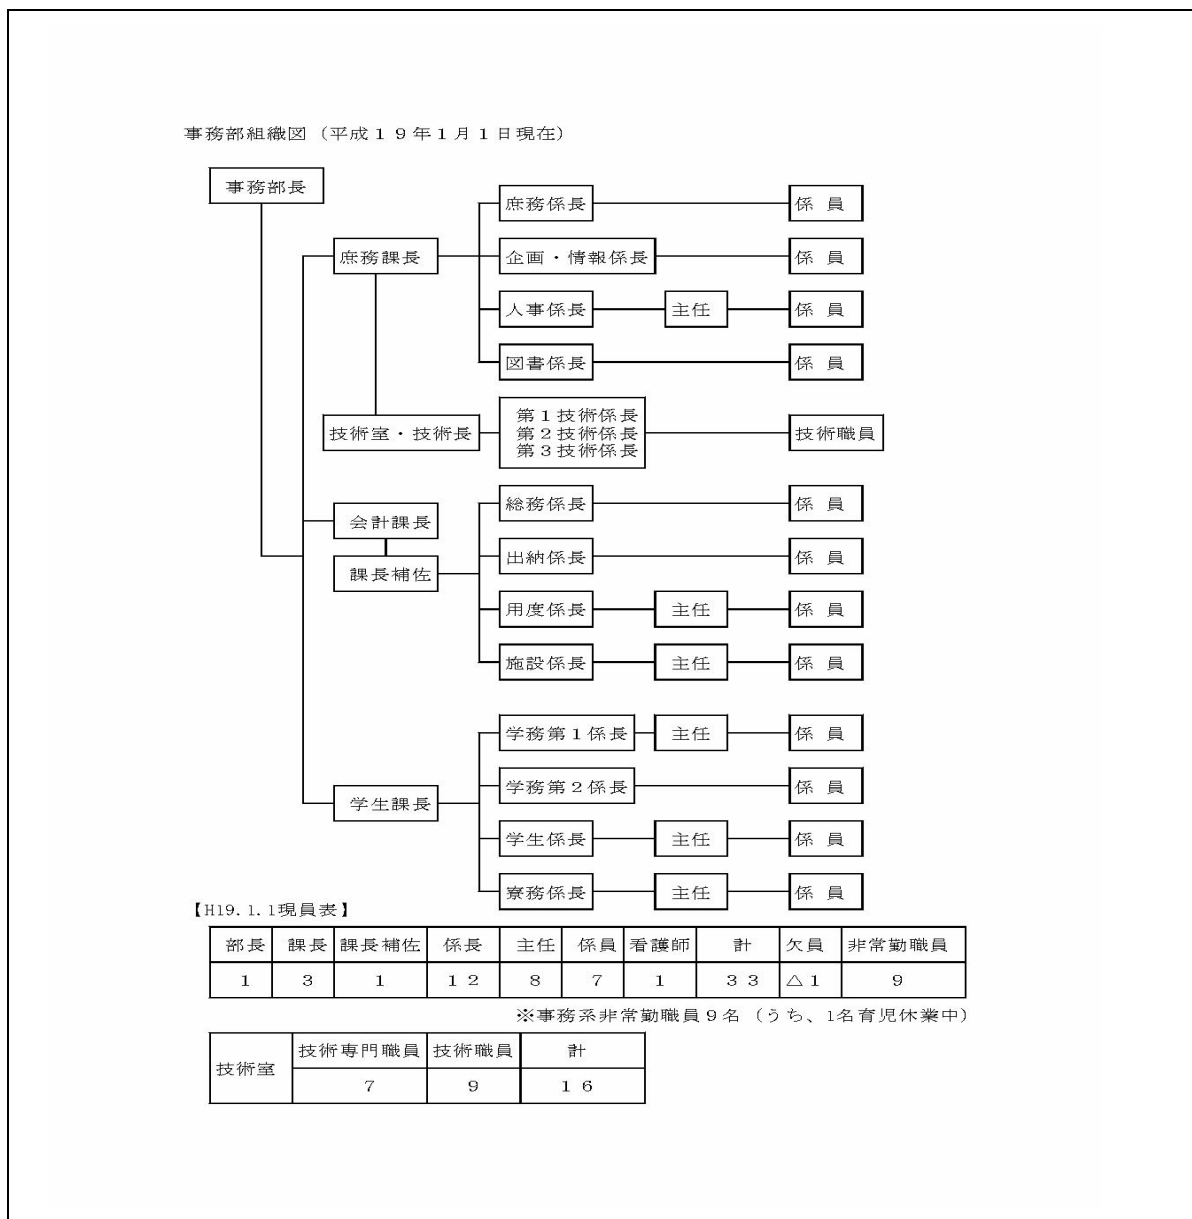 事務部組織図（平成１９年１月１日現在）
事務部長
庶務係長 係 員
庶務課長 企画・情報係長 係 員
人事係長 主任 係 員
図書係長 係 員
第１技術係長
技術室・技術長 第２技術係長 技術職員
第３技術係長
総務係長 係 員
会計課長
出納係長 係 員
課長補佐
用度係長 主任 係 員
施設係長 主任 係 員
学務第１係長 主任 係 員
学務第２係長 係 員
学生課長
学生係長 主任 係 員
寮務係長 主任 係 員
【H19.1.1現員表】
部長 課長 課長補佐 係長 主任 係員 看護師 計 欠員 非常勤職員
１ ３ １ １２ ８ ７ １ ３３ △１ ９
※事務系非常勤職員９名（うち、1名育児休業中）
技術室 技術専門職員 技術職員 計
７ ９ １６